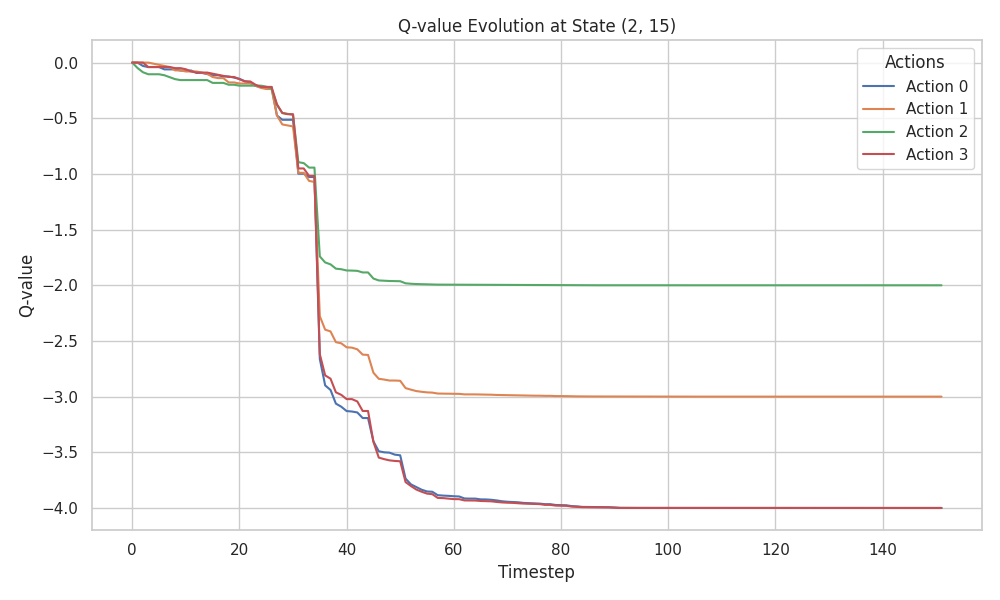 Q-value Evolution at State (2, 15)
Q-value
0.0
−0.5
−1.0
−1.5
−2.0
−2.5
−3.0
−3.5
−4.0
Actions
Action 0
Action 1
Action 2
Action 3
0 20 40 60 80 100 120 140
Timestep